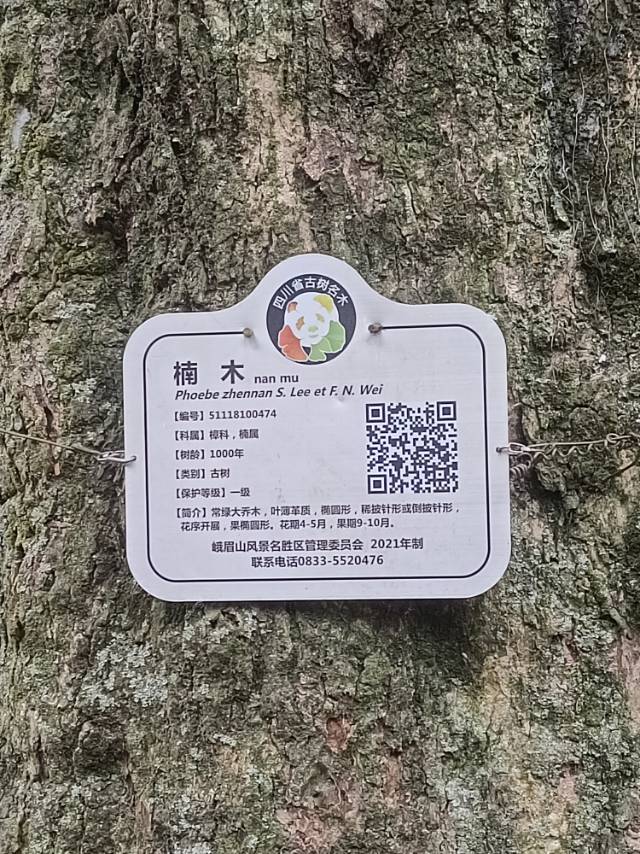 四川省古树名木
楠 木 nan mu
Phoebe zhennan S. Lee et F. N. Wei
【编号】51118100474
【科属】樟科，楠属
【树龄】1000年
【类别】古树
【保护等级】一级
【简介】常绿大乔木，叶薄革质，椭圆形，稀披针形或倒披针形，
花序开展，果椭圆形。花期4-5月，果期9-10月。
峨眉山风景名胜区管理委员会 2021年制
联系电话0833-5520476